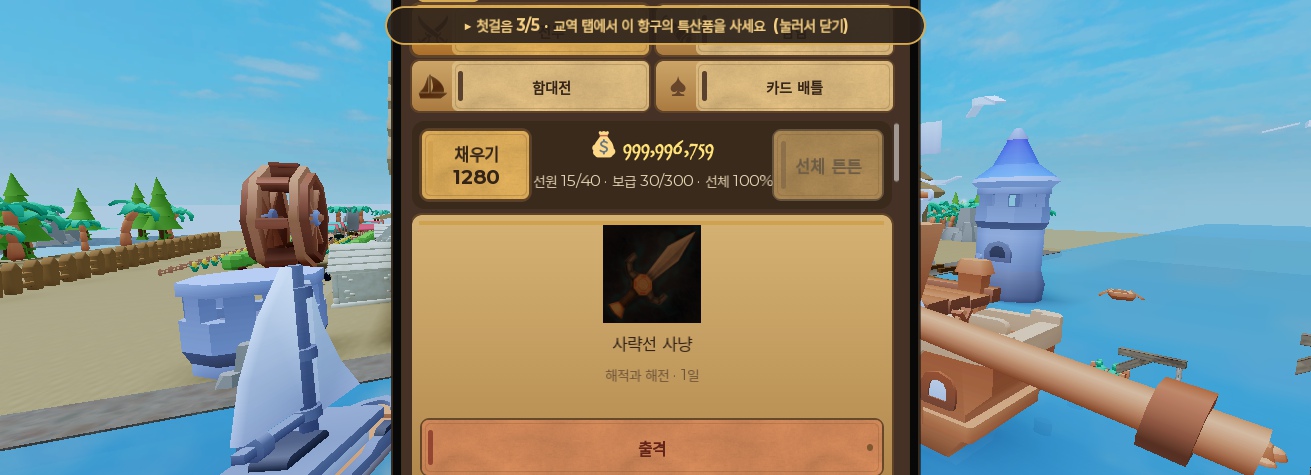 ▸ 첫걸음 3/5 · 교역 탭에서 이 항구의 특산품을 사세요 (눌러서 닫기)
함대전
카드 배틀
채우기
1280
999,996,759
선원 15/40 · 보급 30/300 · 선체 100%
선체 튼튼
사략선 사냥
해적과 해전 · 1일
출격